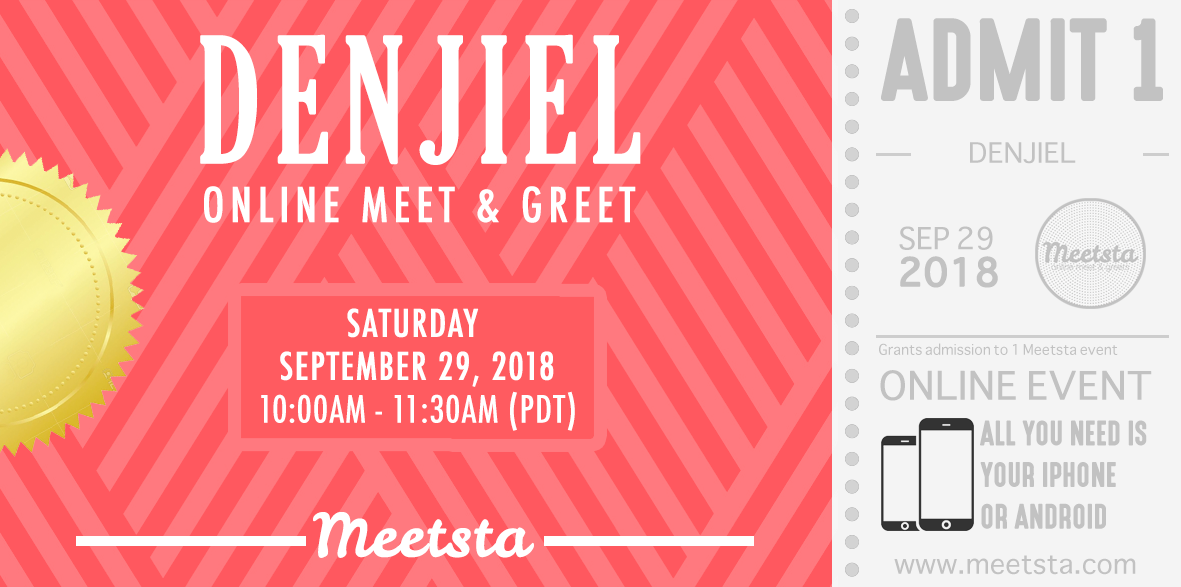 DENJIEL
ONLINE MEET & GREET
SATURDAY
SEPTEMBER 29, 2018
10:00AM - 11:30AM (PDT)
Meetsta
ADMIT 1
DENJIEL
SEP 29
2018
Meetsta
online meet & greets
Grants admission to 1 Meetsta event
ONLINE EVENT
ALL YOU NEED IS
YOUR IPHONE
OR ANDROID
www.meetsta.com